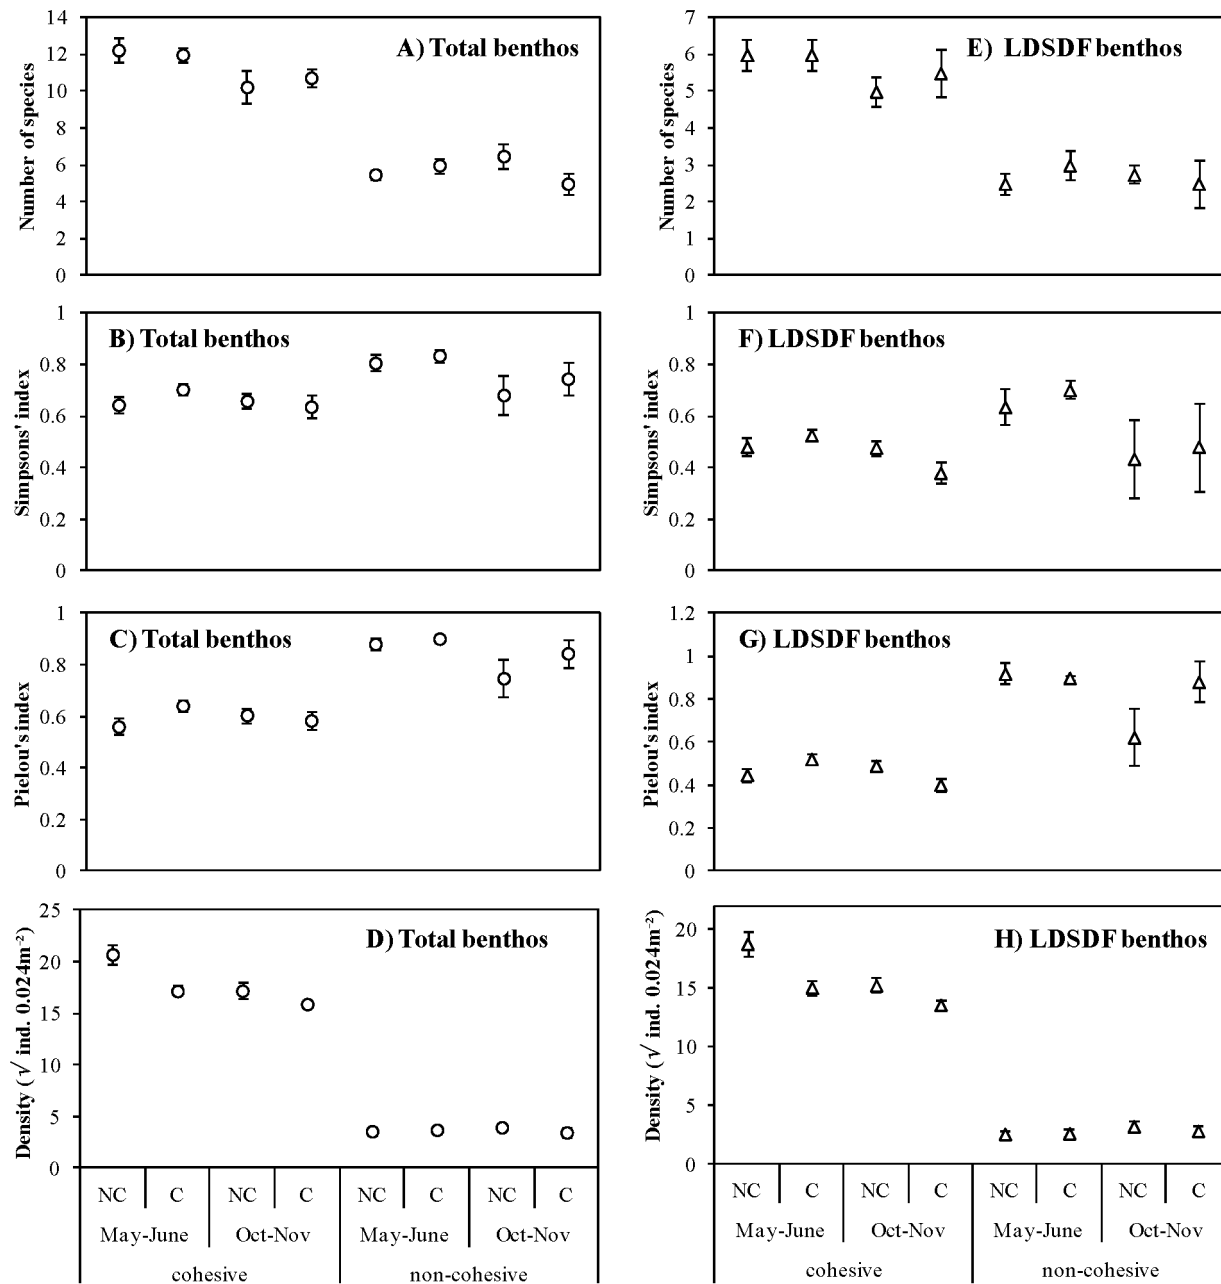 A) Total benthos
Number of species
14
12
10
8
6
4
2
0
E) LDSDF benthos
Number of species
7
6
5
4
3
2
1
0
B) Total benthos
Simpsons' index
1
0.8
0.6
0.4
0.2
0
F) LDSDF benthos
Simpsons' index
1
0.8
0.6
0.4
0.2
0
C) Total benthos
Pielou's index
1
0.8
0.6
0.4
0.2
0
G) LDSDF benthos
Pielou's index
1.2
1
0.8
0.6
0.4
0.2
0
D) Total benthos
Density (√ ind. 0.024m⁻²)
25
20
15
10
5
0
NC C NC C NC C NC C
May-June Oct-Nov May-June Oct-Nov
cohesive non-cohesive
H) LDSDF benthos
Density (√ ind. 0.024m⁻²)
20
15
10
5
0
NC C NC C NC C NC C
May-June Oct-Nov May-June Oct-Nov
cohesive non-cohesive